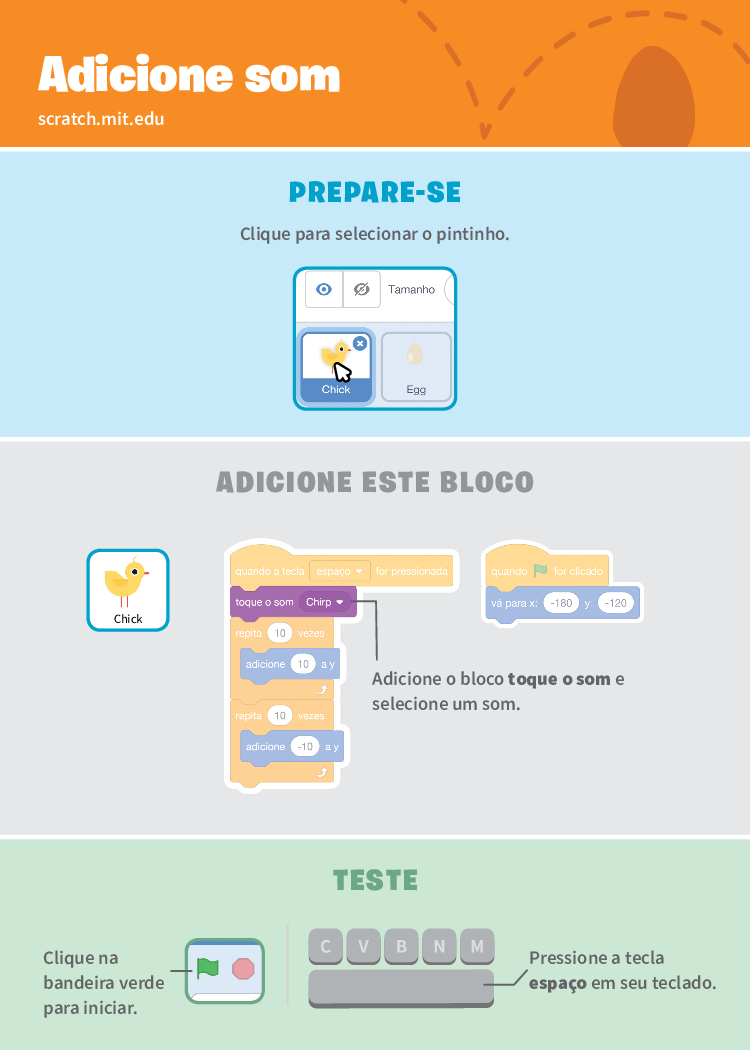 Adicione som
scratch.mit.edu
PREPARE-SE
Clique para selecionar o pintinho.
Tamanho
Chick
Egg
ADICIONE ESTE BLOCO
Chick
quando a tecla espaço for pressionada
toque o som Chirp
repita 10 vezes
adicione 10 a y
repita 10 vezes
adicione -10 a y
quando for clicado
vá para x: -180 y: -120
Adicione o bloco toque o som e
selecione um som.
TESTE
Clique na
bandeira verde
para iniciar.
C V B N M
Pressione a tecla
espaço em seu teclado.